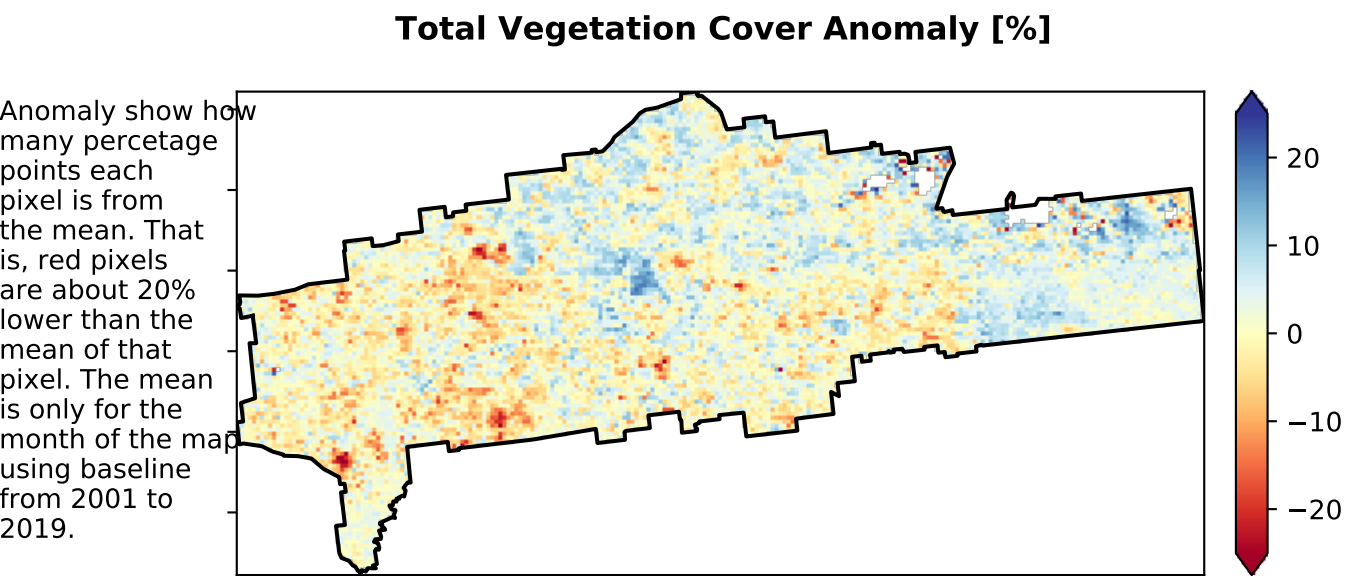 Total Vegetation Cover Anomaly [%]
Anomaly show how
many percetage
points each
pixel is from
the mean. That
is, red pixels
are about 20%
lower than the
mean of that
pixel. The mean
is only for the
month of the map
using baseline
from 2001 to
2019.
20
10
0
−10
−20